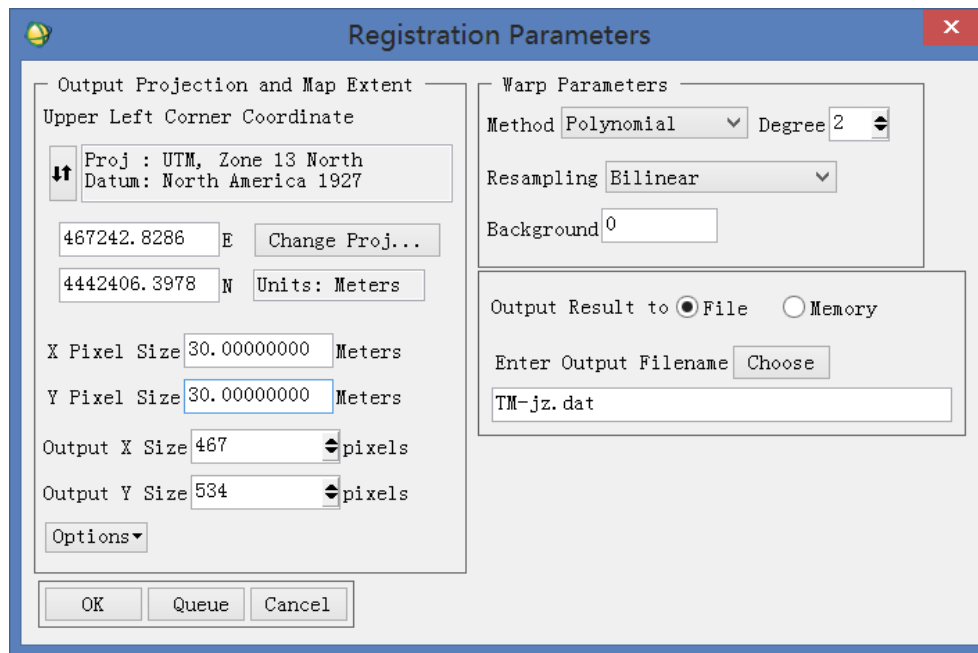 Registration Parameters
Output Projection and Map Extent
Upper Left Corner Coordinate
Proj : UTM, Zone 13 North
Datum: North America 1927
467242.8286 E Change Proj...
4442406.3978 N Units: Meters
X Pixel Size 30.00000000 Meters
Y Pixel Size 30.00000000 Meters
Output X Size 467 pixels
Output Y Size 534 pixels
Options
OK Queue Cancel
Warp Parameters
Method Polynomial Degree 2
Resampling Bilinear
Background 0
Output Result to File Memory
Enter Output Filename Choose
TM-jz.dat